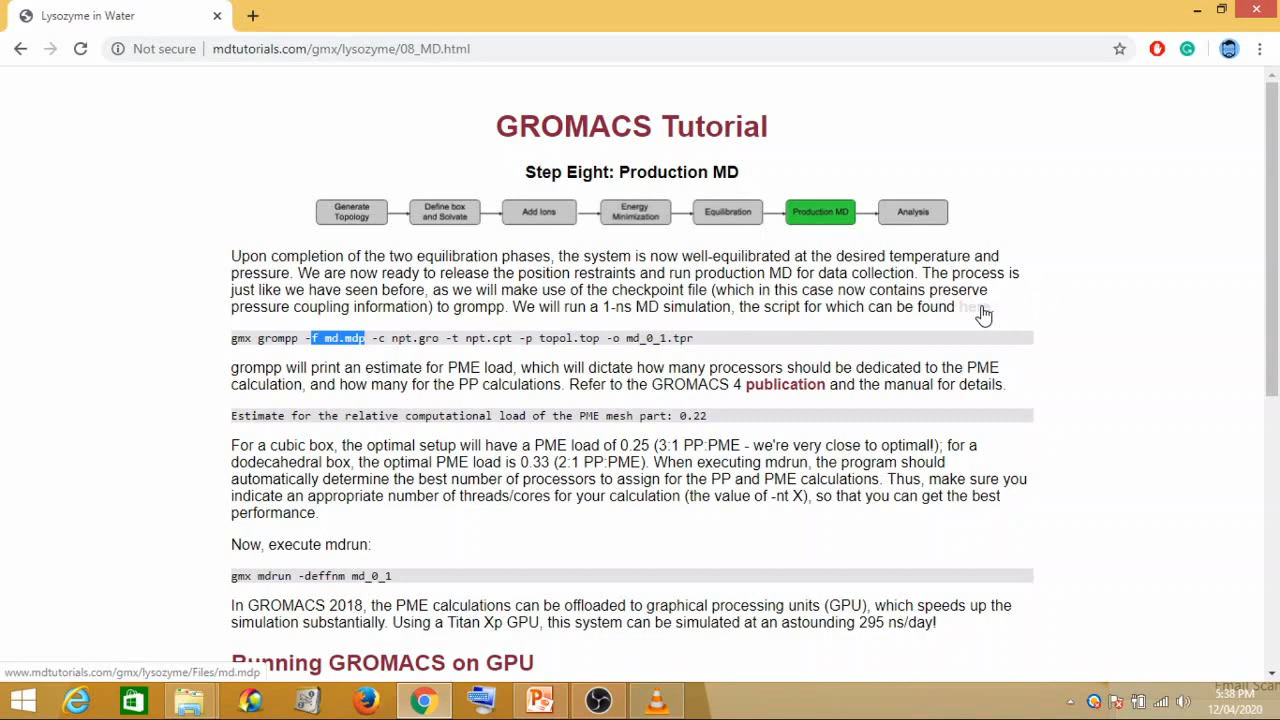 Lysozyme in Water
Not secure | mdtutorials.com/gmx/lysozyme/08_MD.html
GROMACS Tutorial
Step Eight: Production MD
Generate Topology
Define box and Solvate
Add Ions
Energy Minimization
Equilibration
Production MD
Analysis
Upon completion of the two equilibration phases, the system is now well-equilibrated at the desired temperature and
pressure. We are now ready to release the position restraints and run production MD for data collection. The process is
just like we have seen before, as we will make use of the checkpoint file (which in this case now contains preserve
pressure coupling information) to grompp. We will run a 1-ns MD simulation, the script for which can be found here.
gmx grompp -f md.mdp -c npt.gro -t npt.cpt -p topol.top -o md_0_1.tpr
grompp will print an estimate for PME load, which will dictate how many processors should be dedicated to the PME
calculation, and how many for the PP calculations. Refer to the GROMACS 4 publication and the manual for details.
Estimate for the relative computational load of the PME mesh part: 0.22
For a cubic box, the optimal setup will have a PME load of 0.25 (3:1 PP:PME - we're very close to optimal!); for a
dodecahedral box, the optimal PME load is 0.33 (2:1 PP:PME). When executing mdrun, the program should
automatically determine the best number of processors to assign for the PP and PME calculations. Thus, make sure you
indicate an appropriate number of threads/cores for your calculation (the value of -nt X), so that you can get the best
performance.
Now, execute mdrun:
gmx mdrun -deffnm md_0_1
In GROMACS 2018, the PME calculations can be offloaded to graphical processing units (GPU), which speeds up the
simulation substantially. Using a Titan Xp GPU, this system can be simulated at an astounding 295 ns/day!
Running GROMACS on GPU
www.mdtutorials.com/gmx/lysozyme/Files/md.mdp
Email Scan
5:38 PM
12/04/2020